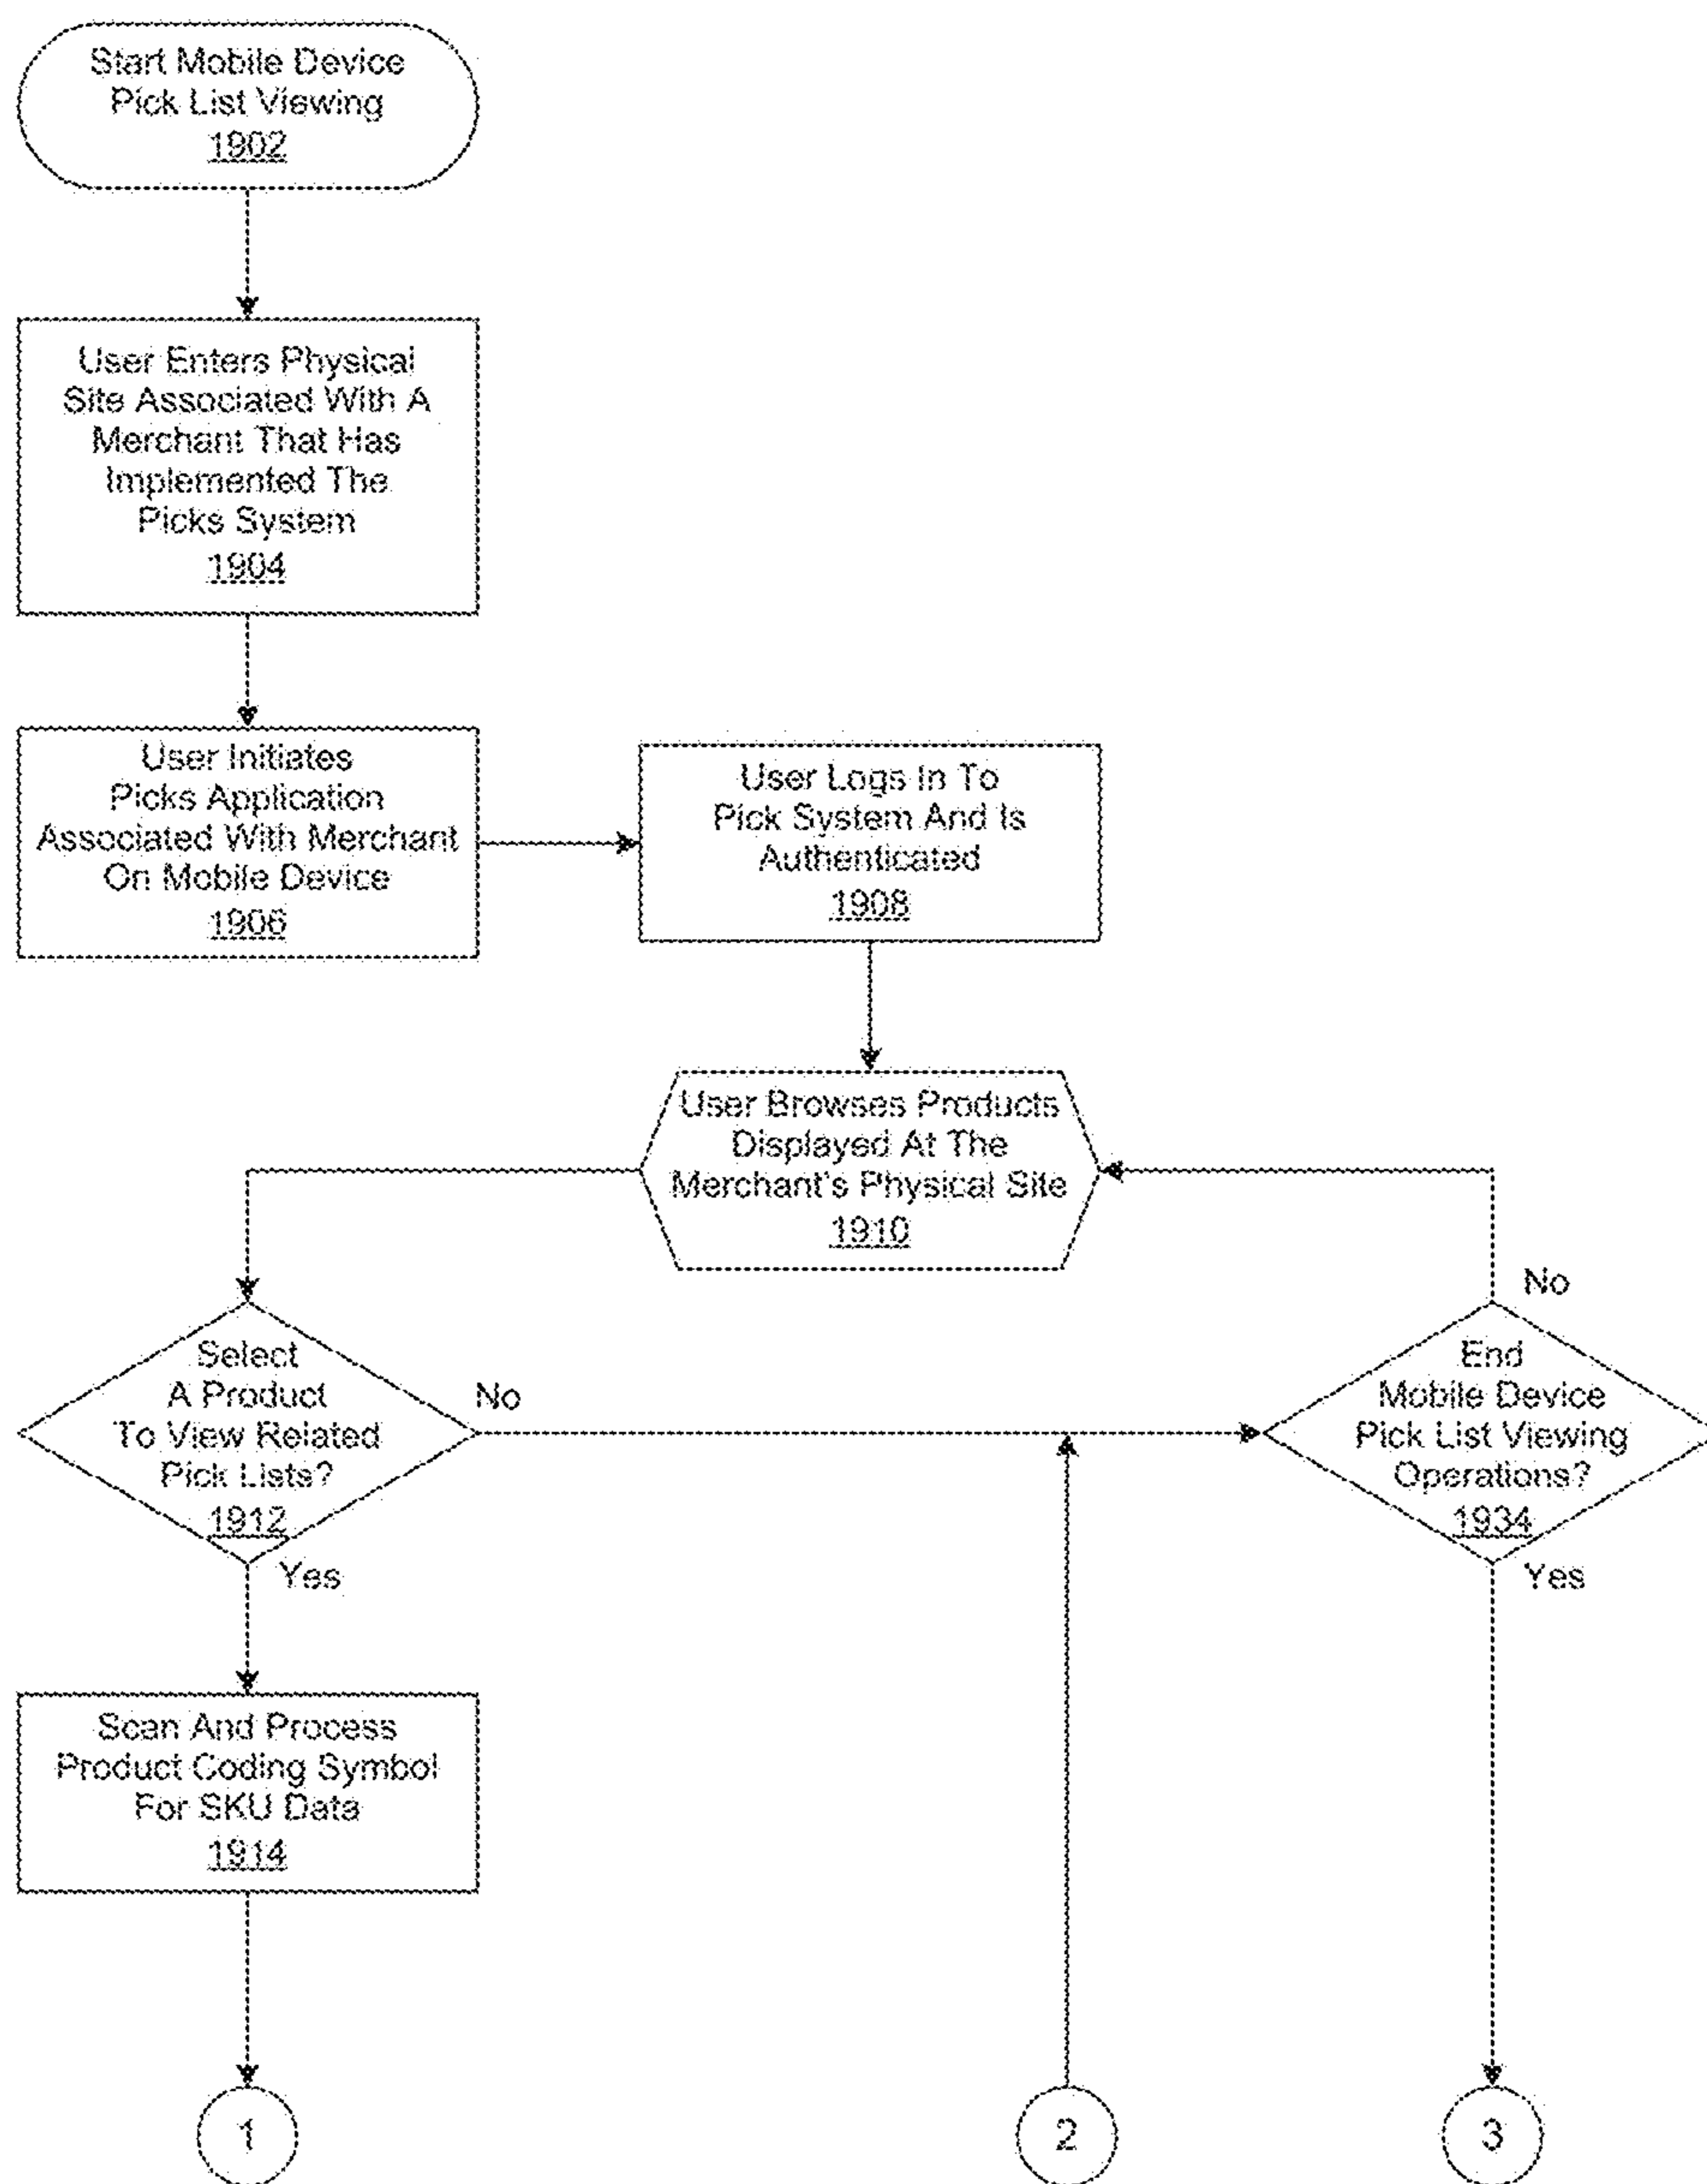 Start Mobile Device
Pick List Viewing
1902
User Enters Physical
Site Associated With A
Merchant That Has
Implemented The
Picks System
1904
User Initiates
Picks Application
Associated With Merchant
On Mobile Device
1906
User Logs In To
Pick System And Is
Authenticated
1908
User Browses Products
Displayed At The
Merchant's Physical Site
1910
Select
A Product
To View Related
Pick Lists?
1912
No
Yes
End
Mobile Device
Pick List Viewing
Operations?
1934
No
Yes
Scan And Process
Product Coding Symbol
For SKU Data
1914
1
2
3